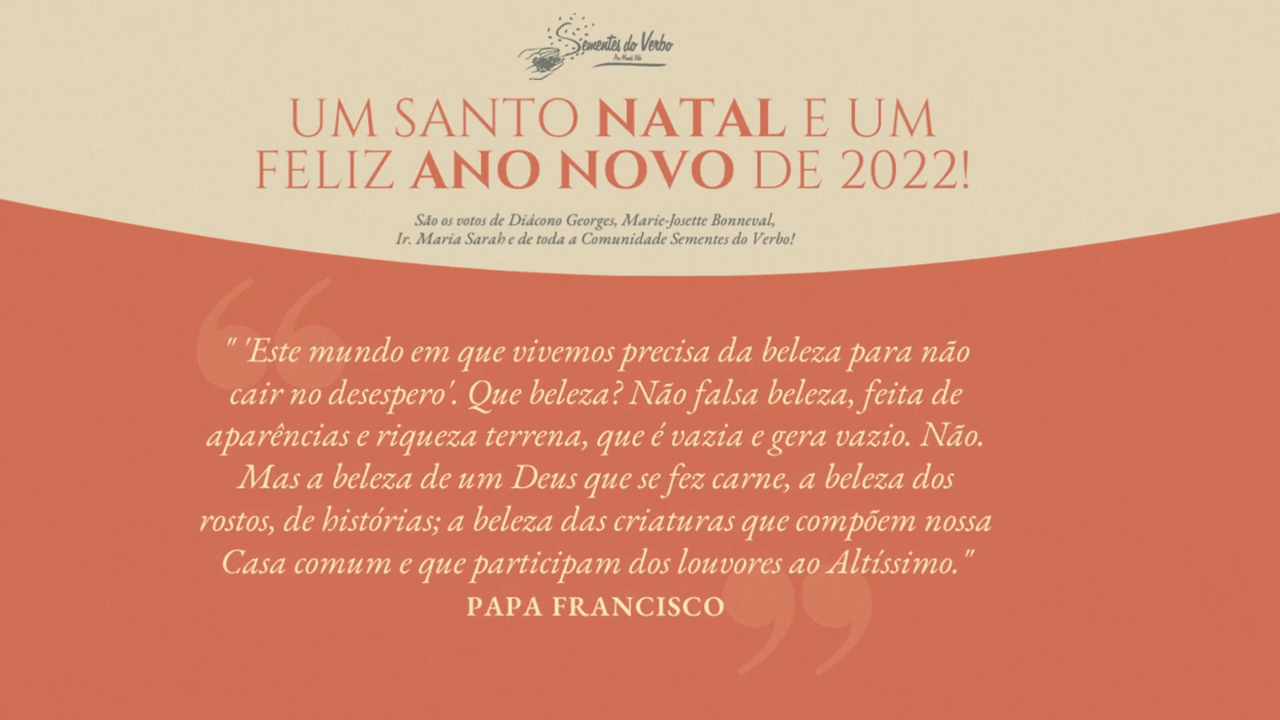 Sementes do Verbo
UM SANTO NATAL E UM
FELIZ ANO NOVO DE 2022!
São os votos de Diácono Georges, Marie-Josette Bonneval,
Ir. Maria Sarah e de toda a Comunidade Sementes do Verbo!
" 'Este mundo em que vivemos precisa da beleza para não
cair no desespero'. Que beleza? Não falsa beleza, feita de
aparências e riqueza terrena, que é vazia e gera vazio. Não.
Mas a beleza de um Deus que se fez carne, a beleza dos
rostos, de histórias; a beleza das criaturas que compõem nossa
Casa comum e que participam dos louvores ao Altíssimo."
PAPA FRANCISCO